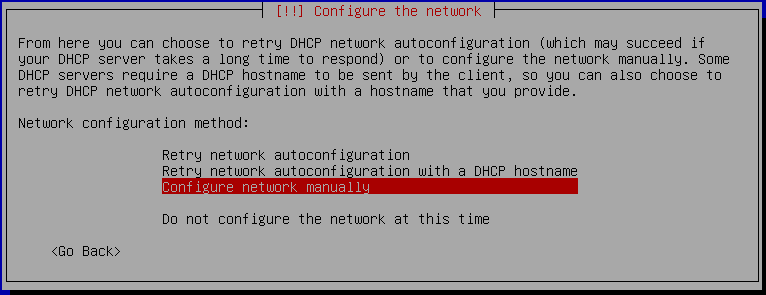 [!!] Configure the network
From here you can choose to retry DHCP network autoconfiguration (which may succeed if
your DHCP server takes a long time to respond) or to configure the network manually. Some
DHCP servers require a DHCP hostname to be sent by the client, so you can also choose to
retry DHCP network autoconfiguration with a hostname that you provide.
Network configuration method:
Retry network autoconfiguration
Retry network autoconfiguration with a DHCP hostname
Configure network manually
Do not configure the network at this time
<Go Back>